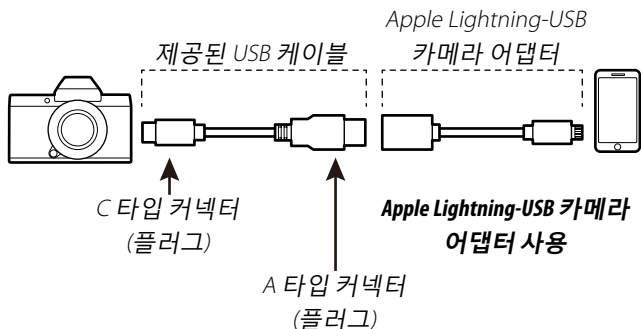 Apple Lightning-USB
카메라 어댑터
제공된 USB 케이블
C 타입 커넥터
(플러그)
Apple Lightning-USB 카메라
어댑터 사용
A 타입 커넥터
(플러그)